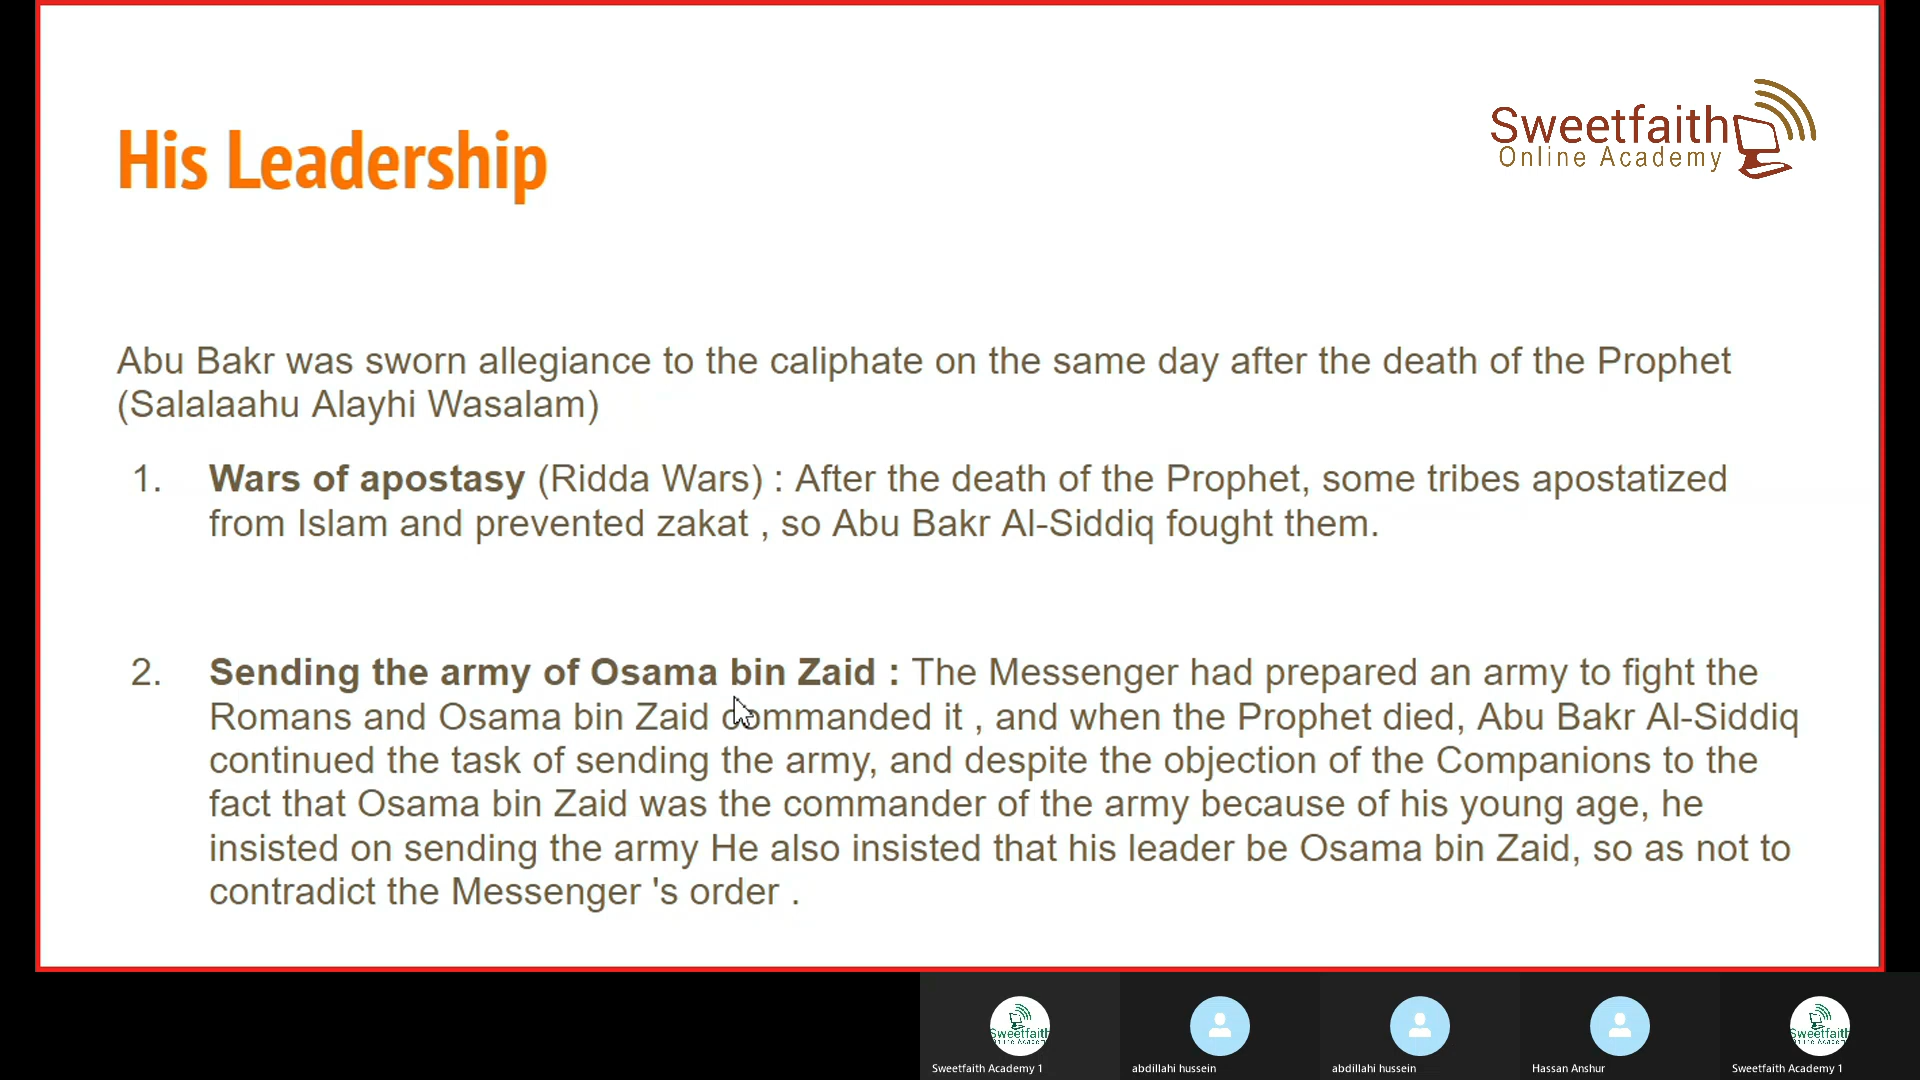 His Leadership
Sweetfaith
Online Academy
Abu Bakr was sworn allegiance to the caliphate on the same day after the death of the Prophet
(Salalaahu Alayhi Wasalam)
1. Wars of apostasy (Ridda Wars) : After the death of the Prophet, some tribes apostatized
from Islam and prevented zakat , so Abu Bakr Al-Siddiq fought them.
2. Sending the army of Osama bin Zaid : The Messenger had prepared an army to fight the
Romans and Osama bin Zaid commanded it , and when the Prophet died, Abu Bakr Al-Siddiq
continued the task of sending the army, and despite the objection of the Companions to the
fact that Osama bin Zaid was the commander of the army because of his young age, he
insisted on sending the army He also insisted that his leader be Osama bin Zaid, so as not to
contradict the Messenger 's order .
Sweetfaith
Sweetfaith
Sweetfaith Academy 1
abdillahi hussein
abdillahi hussein
Hassan Anshur
Sweetfaith Academy 1